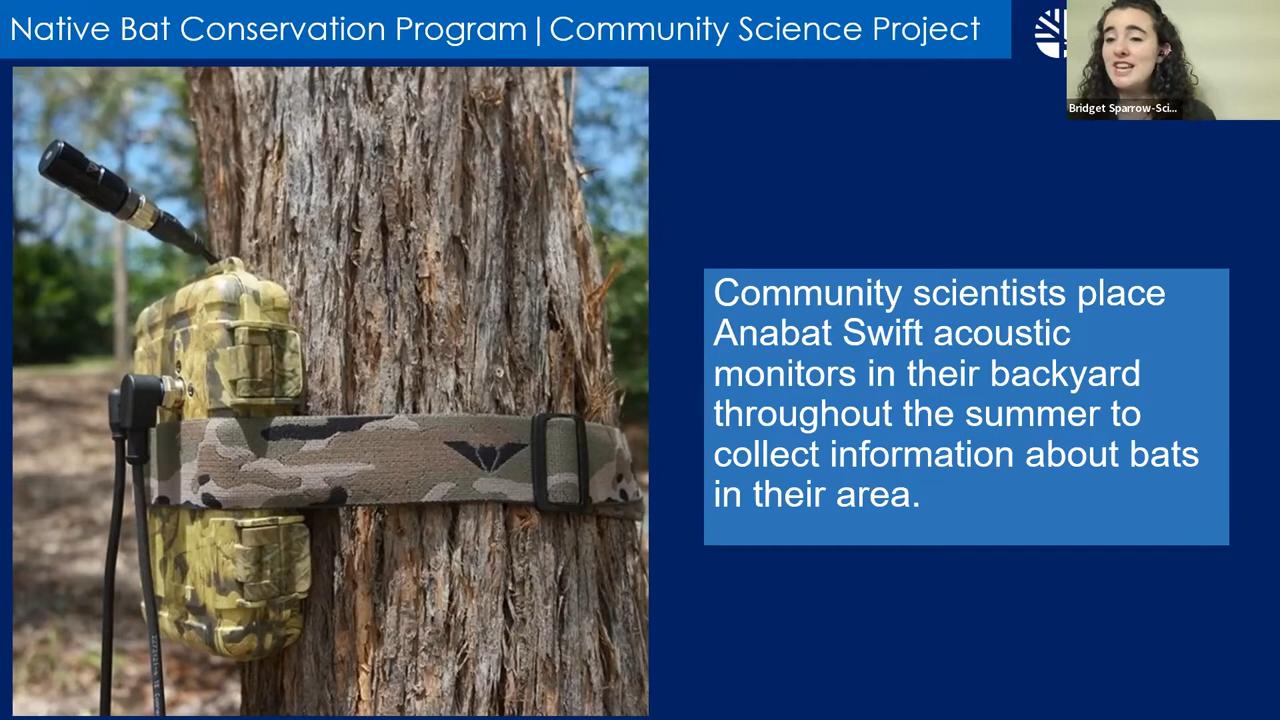 Native Bat Conservation Program|Community Science Project
Bridget Sparrow-Sci...
Community scientists place
Anabat Swift acoustic
monitors in their backyard
throughout the summer to
collect information about bats
in their area.